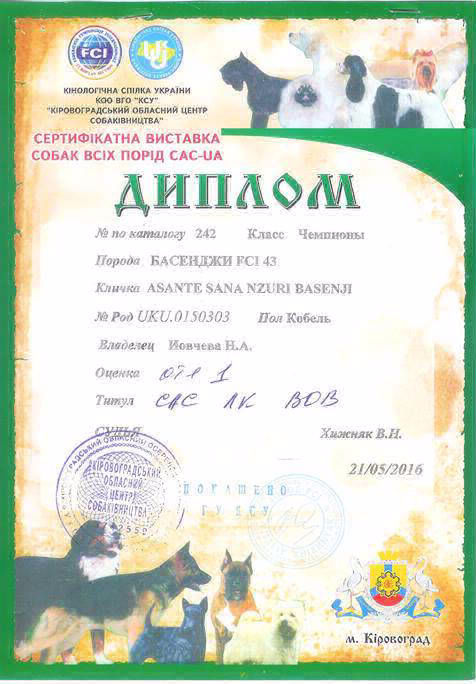 FCI
КІНОЛОГІЧНА СПІЛКА УКРАЇНИ
КОО ВГО "КСУ"
"КІРОВОГРАДСЬКИЙ ОБЛАСНИЙ ЦЕНТР
СОБАКІВНИЦТВА"
СЕРТИФІКАТНА ВИСТАВКА
СОБАК ВСІХ ПОРІД CAC-UA
ДИПЛОМ
№ по каталогу 242 Класс Чемпионы
Порода БАСЕНДЖИ FCI 43
Кличка ASANTE SANA NZURI BASENJI
№ Род UKU.0150303 Пол Кобель
Владелец Иовчева Н.А.
Оценка отл 1
Титул CAC ЛК BOB
СУДЬЯ Хижняк В.Н.
21/05/2016
КІРОВОГРАДСЬКИЙ
ОБЛАСНИЙ
ЦЕНТР
СОБАКІВНИЦТВА
ПОГАШЕНО
КСУ
м. Кіровоград